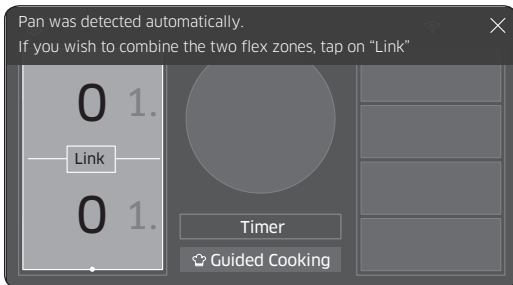 Pan was detected automatically.
If you wish to combine the two flex zones, tap on “Link”
0 1.
Link
0 1.
Timer
Guided Cooking